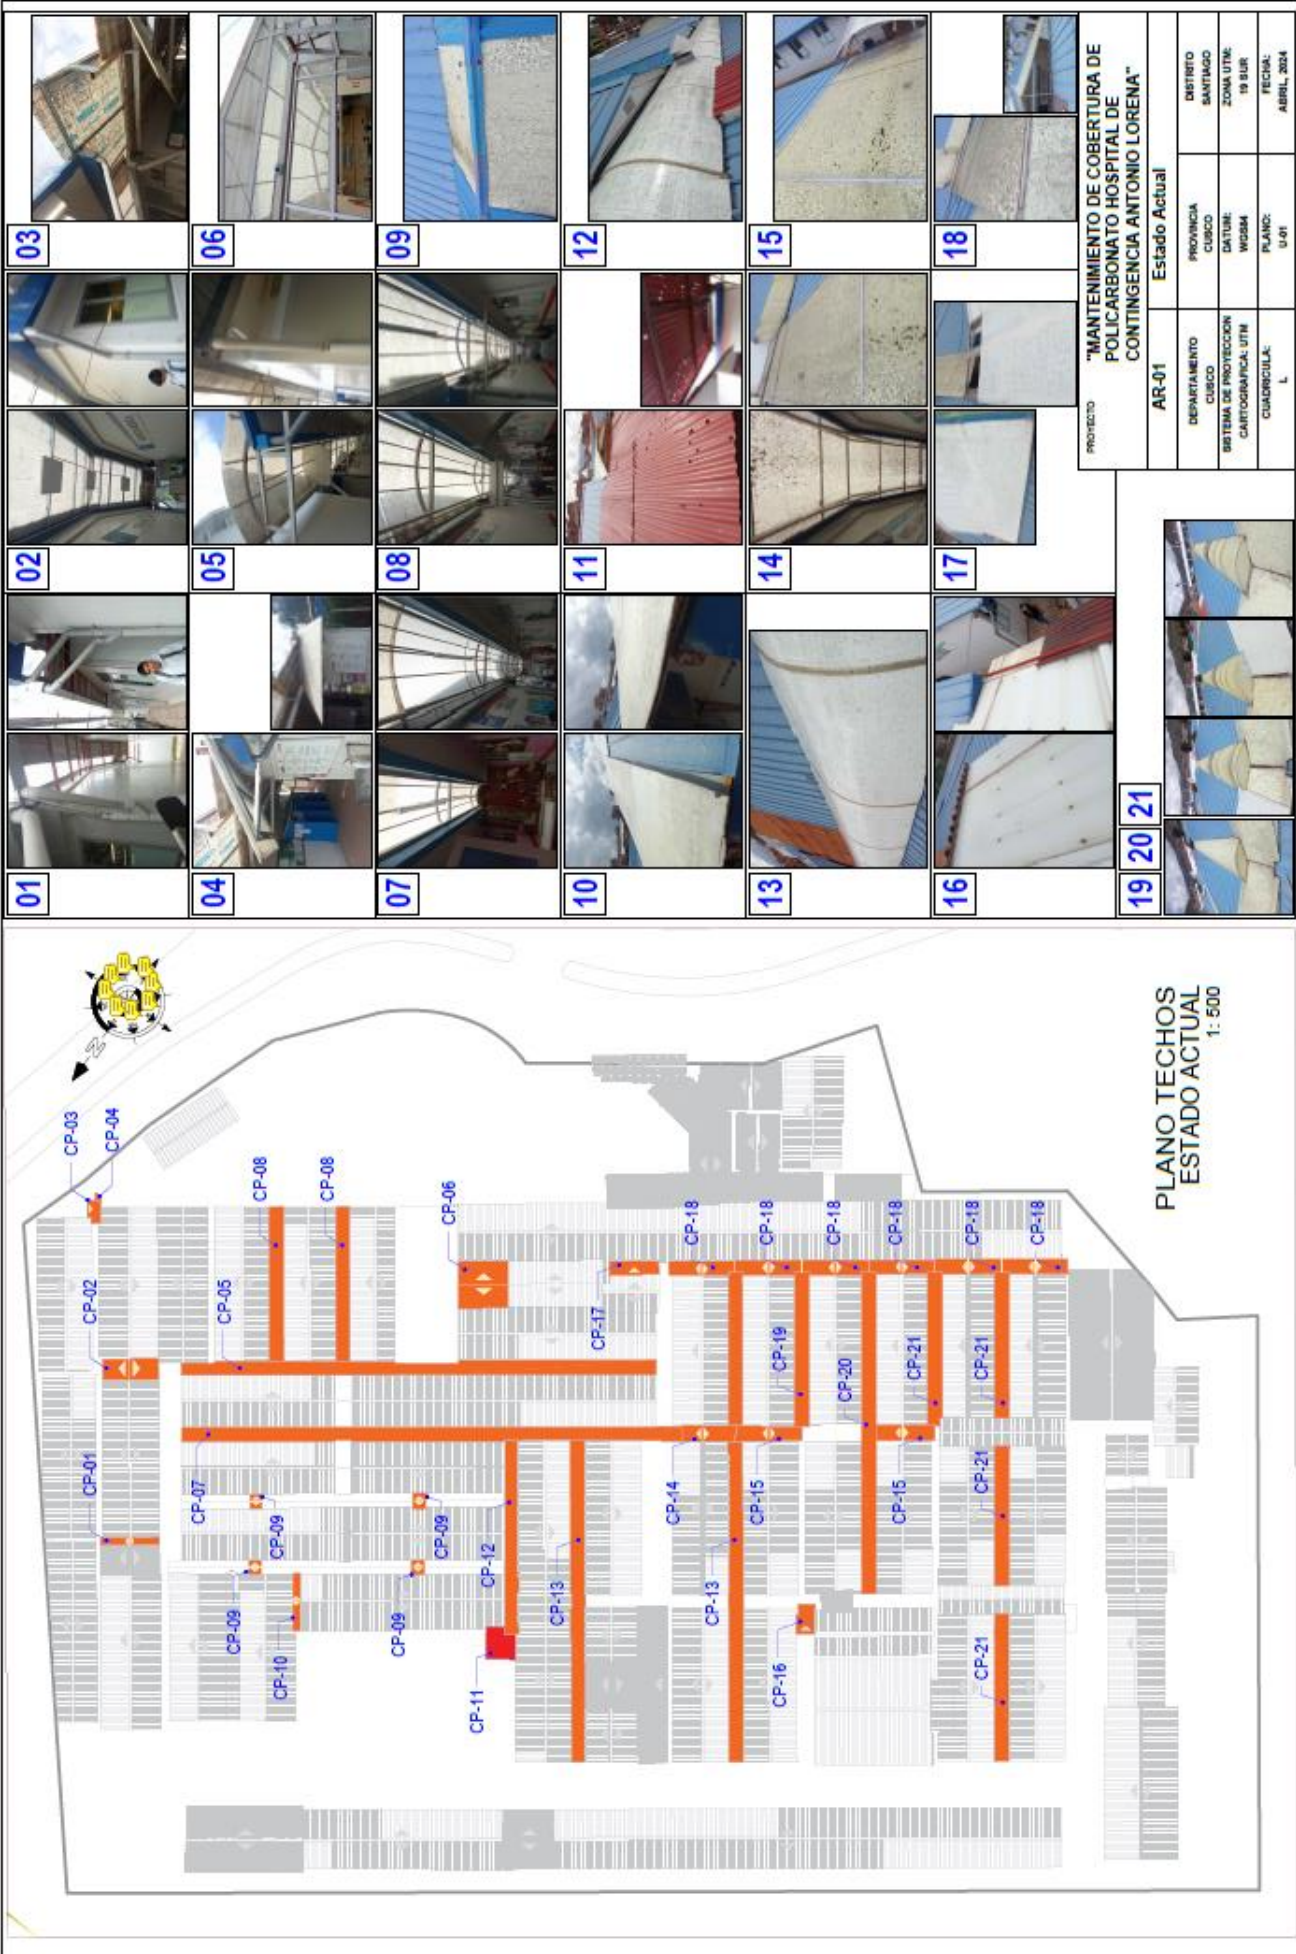 N
CP-03
CP-04
CP-08
CP-08
CP-06
CP-02
CP-05
CP-17
CP-18
CP-18
CP-18
CP-18
CP-18
CP-18
CP-01
CP-07
CP-09
CP-09
CP-12
CP-13
CP-14
CP-15
CP-19
CP-20
CP-21
CP-21
CP-15
CP-21
CP-09
CP-10
CP-09
CP-11
CP-13
CP-16
CP-21
PLANO TECHOS
ESTADO ACTUAL
1: 500
01
02
03
04
05
06
07
08
09
10
11
12
13
14
15
16
17
18
19 20 21
PROYECTO
"MANTENIMIENTO DE COBERTURA DE
POLICARBONATO HOSPITAL DE
CONTINGENCIA ANTONIO LORENA"
AR-01
Estado Actual
DEPARTAMENTO
CUSCO
PROVINCIA
CUSCO
DISTRITO
SANTIAGO
SISTEMA DE PROYECCION
CARTOGRAFICA: UTM
DATUM:
WGS84
ZONA UTM:
19 SUR
CUADRICULA:
L
PLANO:
U-01
FECHA:
ABRIL, 2024